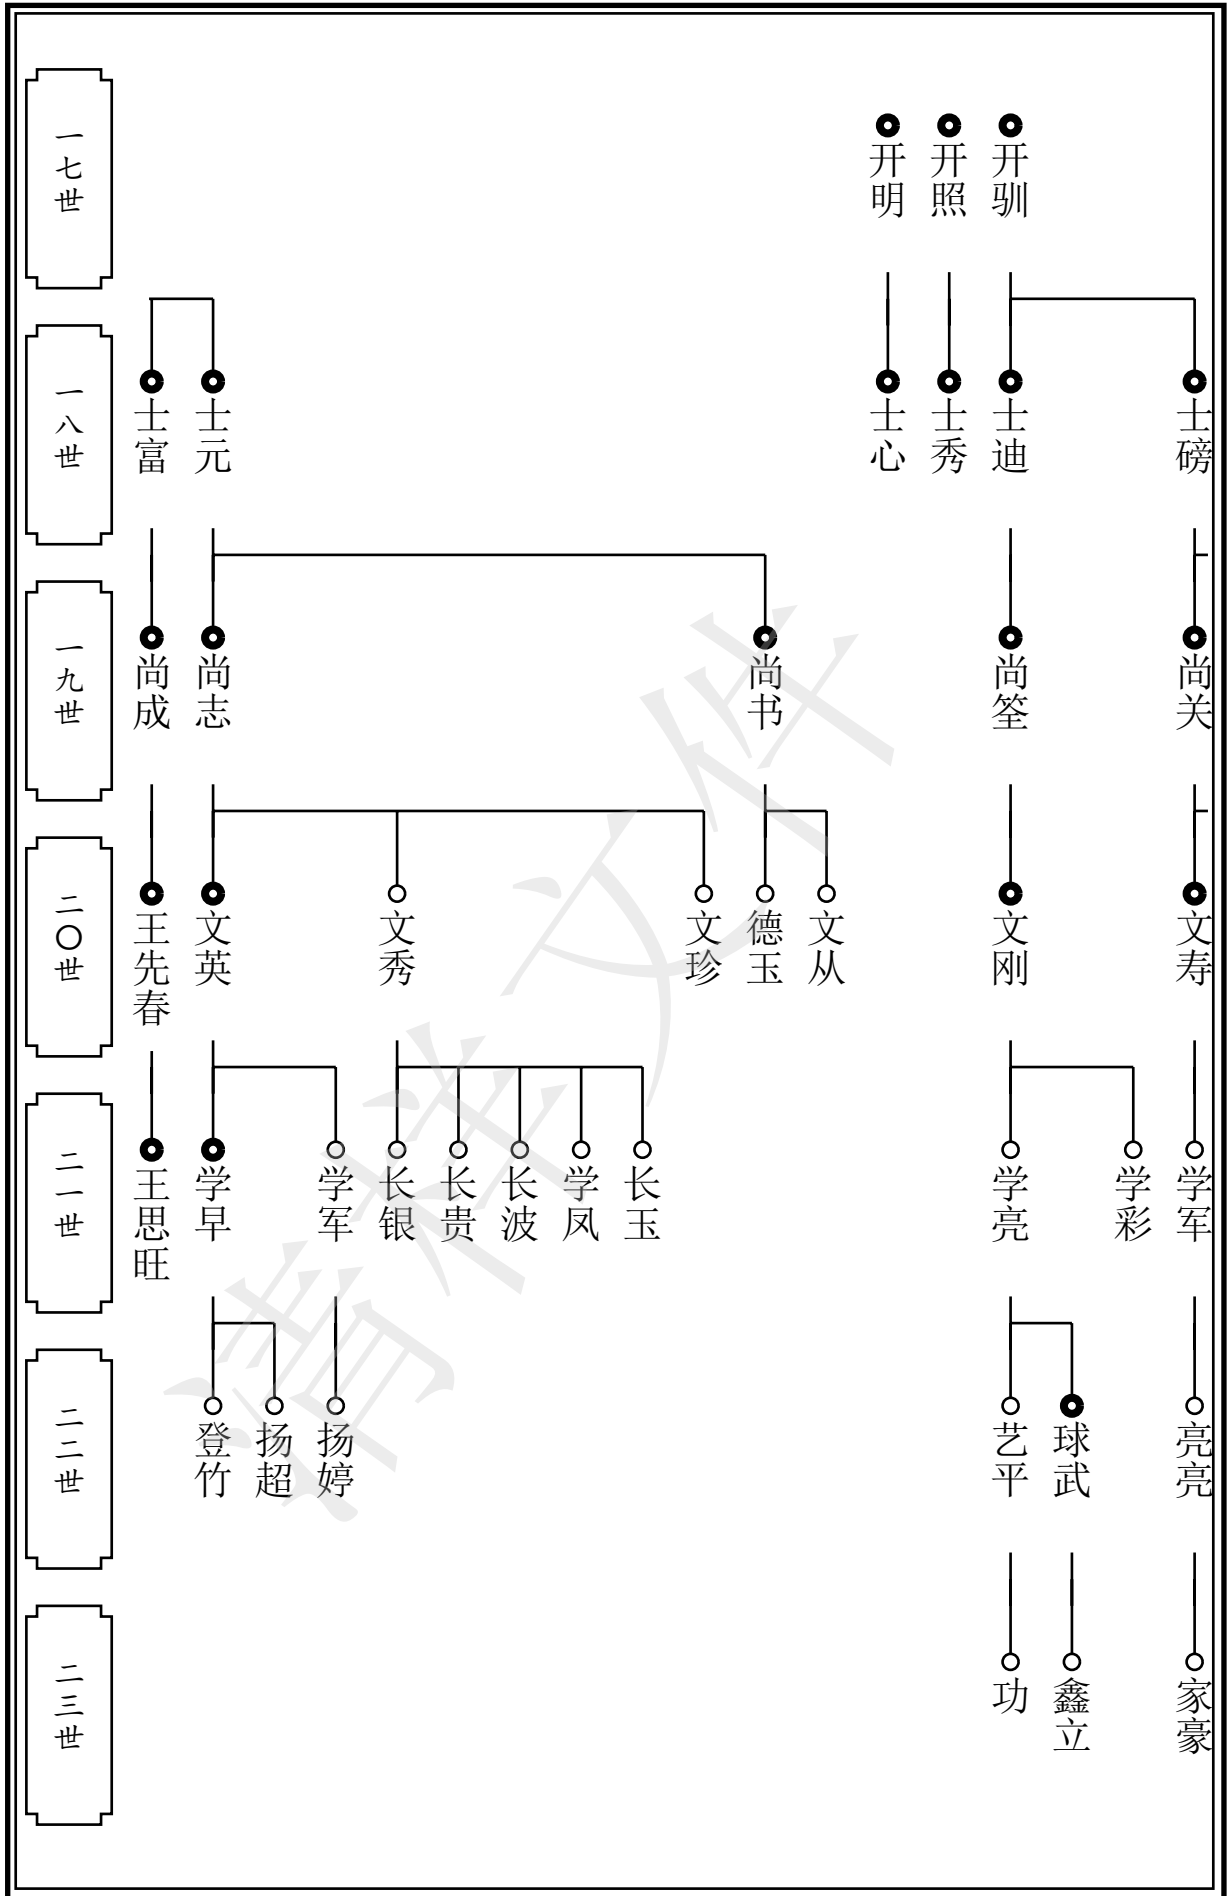 一七世
开驯
开照
开明
一八世
士磅
士迪
士秀
士心
士元
士富
一九世
尚关
尚筌
尚书
尚志
尚成
二〇世
文寿
文刚
文从
德玉
文珍
文秀
文英
王先春
二一世
学军
学彩
学亮
长玉
学凤
长波
长贵
长银
学军
学早
王思旺
二二世
亮亮
球武
艺平
扬婷
扬超
登竹
二三世
家豪
鑫立
功
清样文件